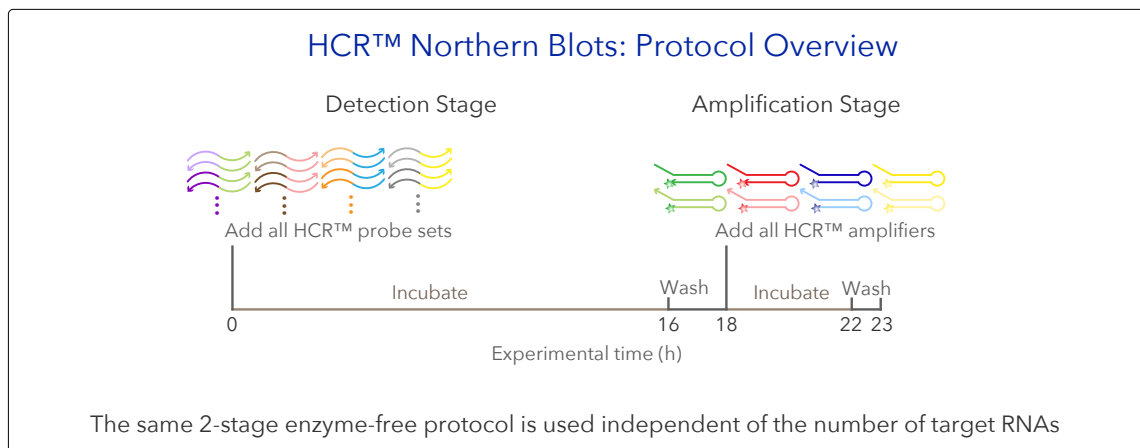 HCR™ Northern Blots: Protocol Overview
Detection Stage
Amplification Stage
Add all HCR™ probe sets
Add all HCR™ amplifiers
Incubate
Wash
Incubate
Wash
0
16
18
22
23
Experimental time (h)
The same 2-stage enzyme-free protocol is used independent of the number of target RNAs